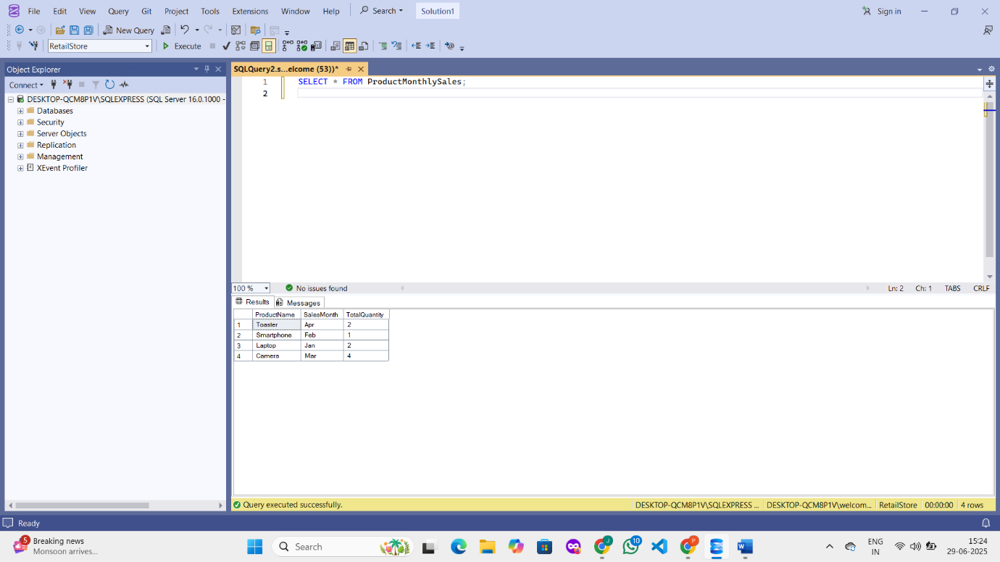 File Edit View Query Git Project Tools Extensions Window Help Search Solution1 Sign in
New Query
RetailStore Execute
Object Explorer
Connect
DESKTOP-QCM8P1V\SQLEXPRESS (SQL Server 16.0.1000 -
Databases
Security
Server Objects
Replication
Management
XEvent Profiler
SQLQuery2.s...elcome (53))*
1 SELECT * FROM ProductMonthlySales;
2
100 % No issues found Ln: 2 Ch: 1 TABS CRLF
Results Messages
ProductName SalesMonth TotalQuantity
1 Toaster Apr 2
2 Smartphone Feb 1
3 Laptop Jan 2
4 Camera Mar 4
Query executed successfully. DESKTOP-QCM8P1V\SQLEXPRESS ... DESKTOP-QCM8P1V\welcom... RetailStore 00:00:00 4 rows
Ready
5 Breaking news
Monsoon arrives...
Search
J
10
P
ENG
IN
15:24
29-06-2025